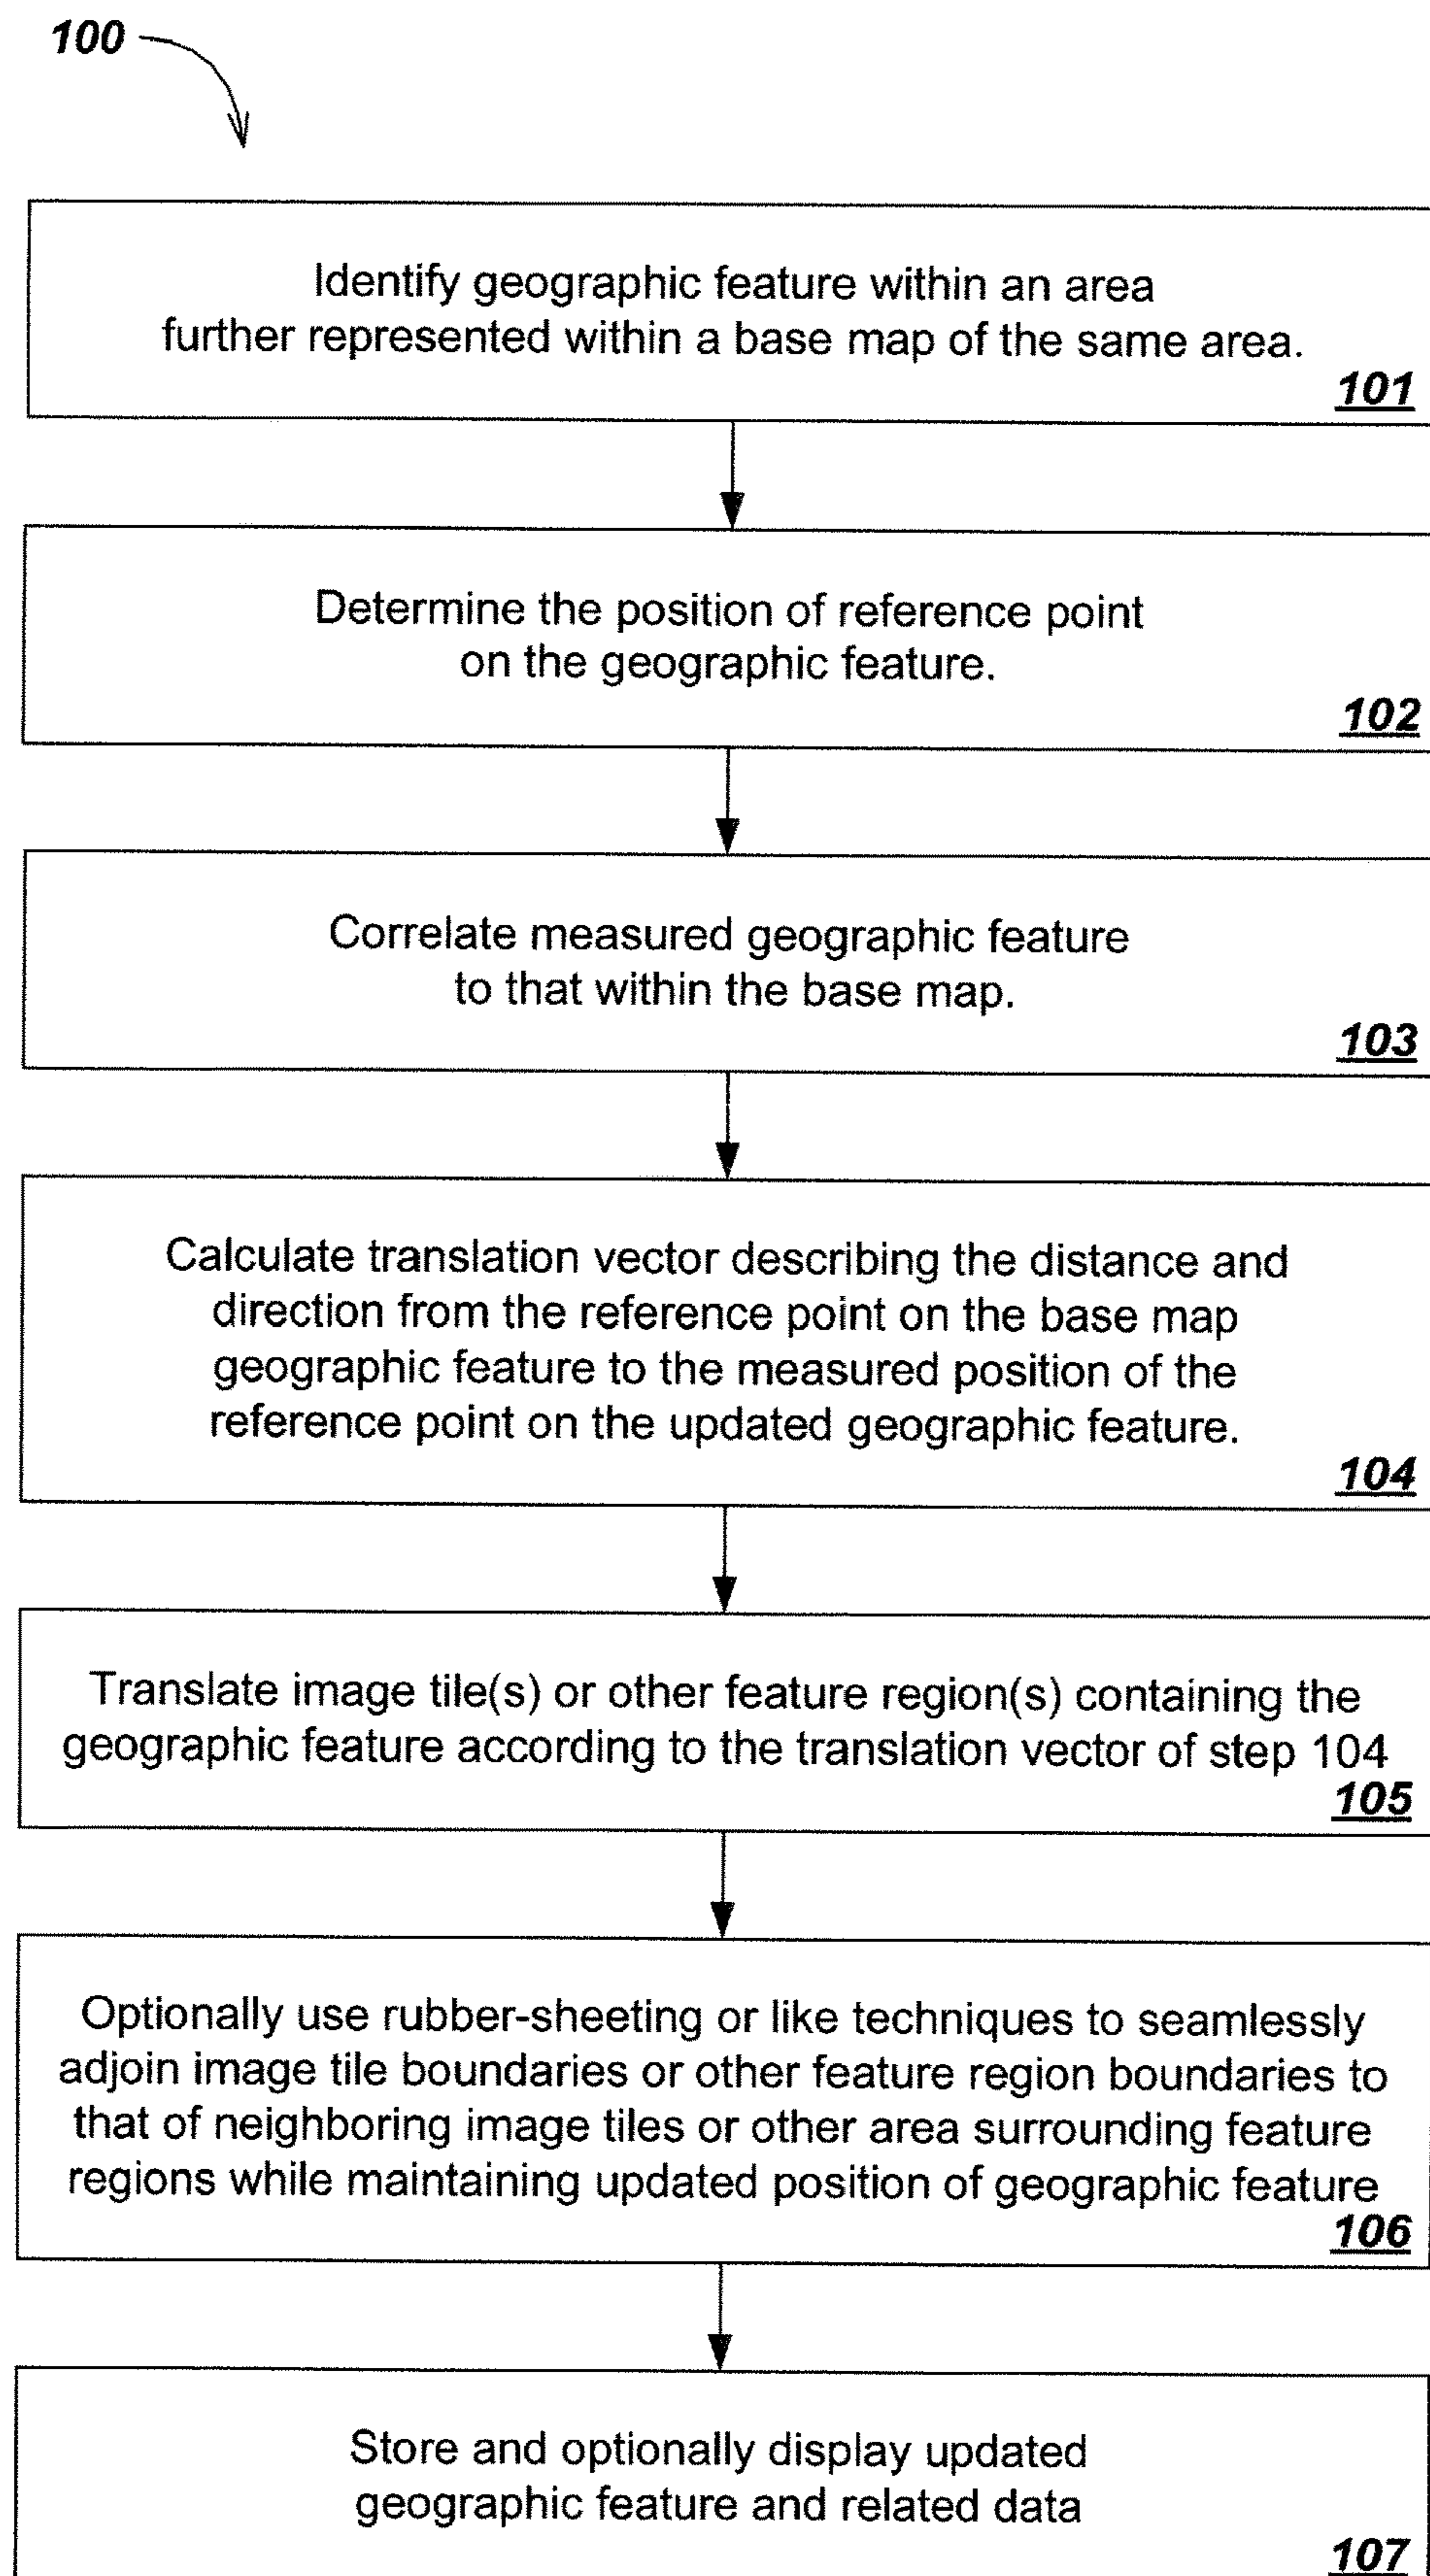 100
Identify geographic feature within an area
further represented within a base map of the same area.
101
Determine the position of reference point
on the geographic feature.
102
Correlate measured geographic feature
to that within the base map.
103
Calculate translation vector describing the distance and
direction from the reference point on the base map
geographic feature to the measured position of the
reference point on the updated geographic feature.
104
Translate image tile(s) or other feature region(s) containing the
geographic feature according to the translation vector of step 104
105
Optionally use rubber-sheeting or like techniques to seamlessly
adjoin image tile boundaries or other feature region boundaries to
that of neighboring image tiles or other area surrounding feature
regions while maintaining updated position of geographic feature
106
Store and optionally display updated
geographic feature and related data
107